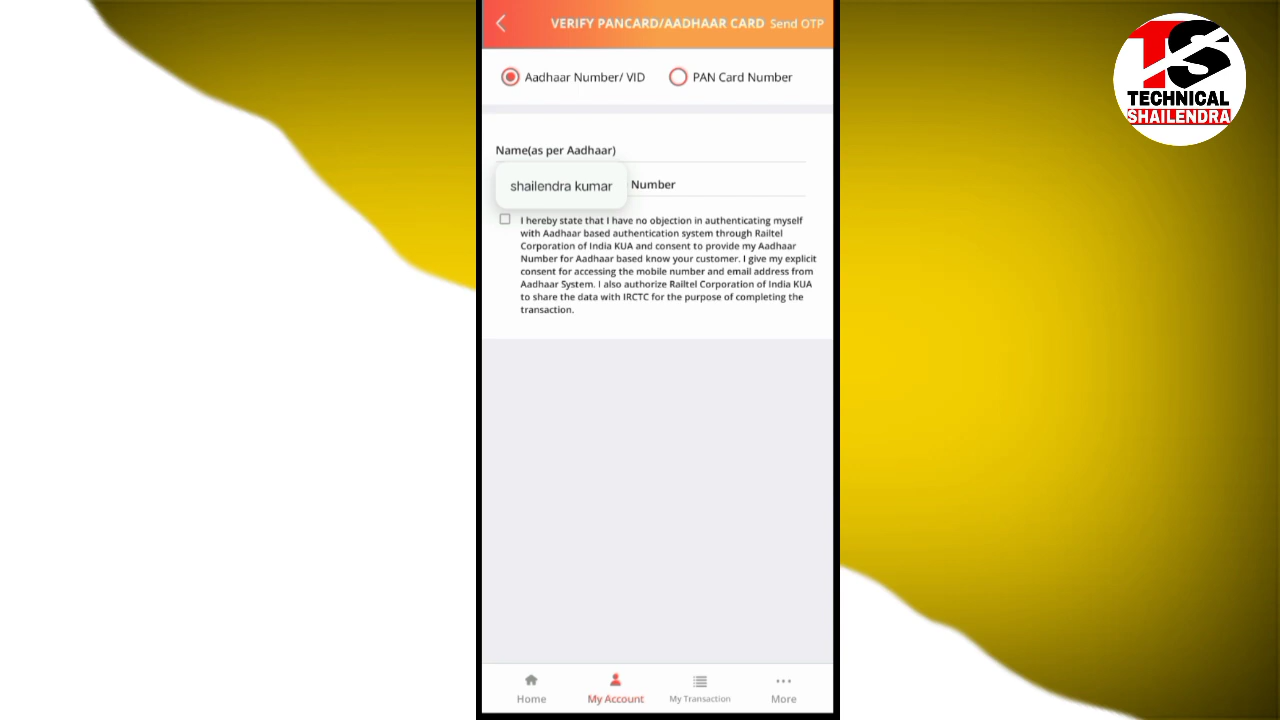 VERIFY PANCARD/AADHAAR CARD Send OTP
Aadhaar Number/ VID PAN Card Number
Name(as per Aadhaar)
shailendra kumar Number
I hereby state that I have no objection in authenticating myself
with Aadhaar based authentication system through Railtel
Corporation of India KUA and consent to provide my Aadhaar
Number for Aadhaar based know your customer. I give my explicit
consent for accessing the mobile number and email address from
Aadhaar System. I also authorize Railtel Corporation of India KUA
to share the data with IRCTC for the purpose of completing the
transaction.
Home My Account My Transaction More
TS
TECHNICAL
SHAILENDRA